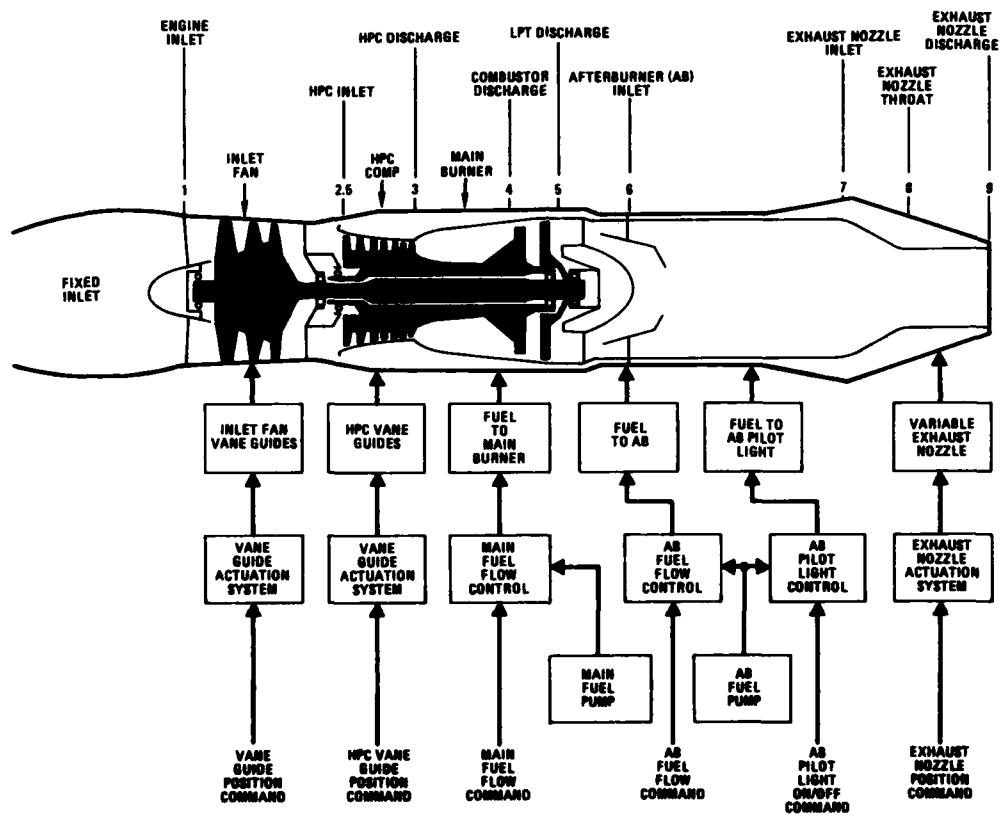 ENGINE
INLET
HPC DISCHARGE
LPT DISCHARGE
EXHAUST NOZZLE
INLET
EXHAUST
NOZZLE
DISCHARGE
HPC INLET
COMBUSTOR
DISCHARGE
AFTERBURNER (AB)
INLET
EXHAUST
NOZZLE
THROAT
INLET
FAN
HPC
COMP
MAIN
BURNER
1
2.5
3
4
5
6
7
8
9
FIXED
INLET
INLET FAN
VANE GUIDES
HPC VANE
GUIDES
FUEL
TO
MAIN
BURNER
FUEL
TO AB
FUEL TO
AB PILOT
LIGHT
VARIABLE
EXHAUST
NOZZLE
VANE
GUIDE
ACTUATION
SYSTEM
VANE
GUIDE
ACTUATION
SYSTEM
MAIN
FUEL
FLOW
CONTROL
AB
FUEL
FLOW
CONTROL
AB
PILOT
LIGHT
CONTROL
EXHAUST
NOZZLE
ACTUATION
SYSTEM
MAIN
FUEL
PUMP
AB
FUEL
PUMP
VANE
GUIDE
POSITION
COMMAND
HPC VANE
GUIDE
POSITION
COMMAND
MAIN
FUEL
FLOW
COMMAND
AB
FUEL
FLOW
COMMAND
AB
PILOT
LIGHT
ON/OFF
COMMAND
EXHAUST
NOZZLE
POSITION
COMMAND